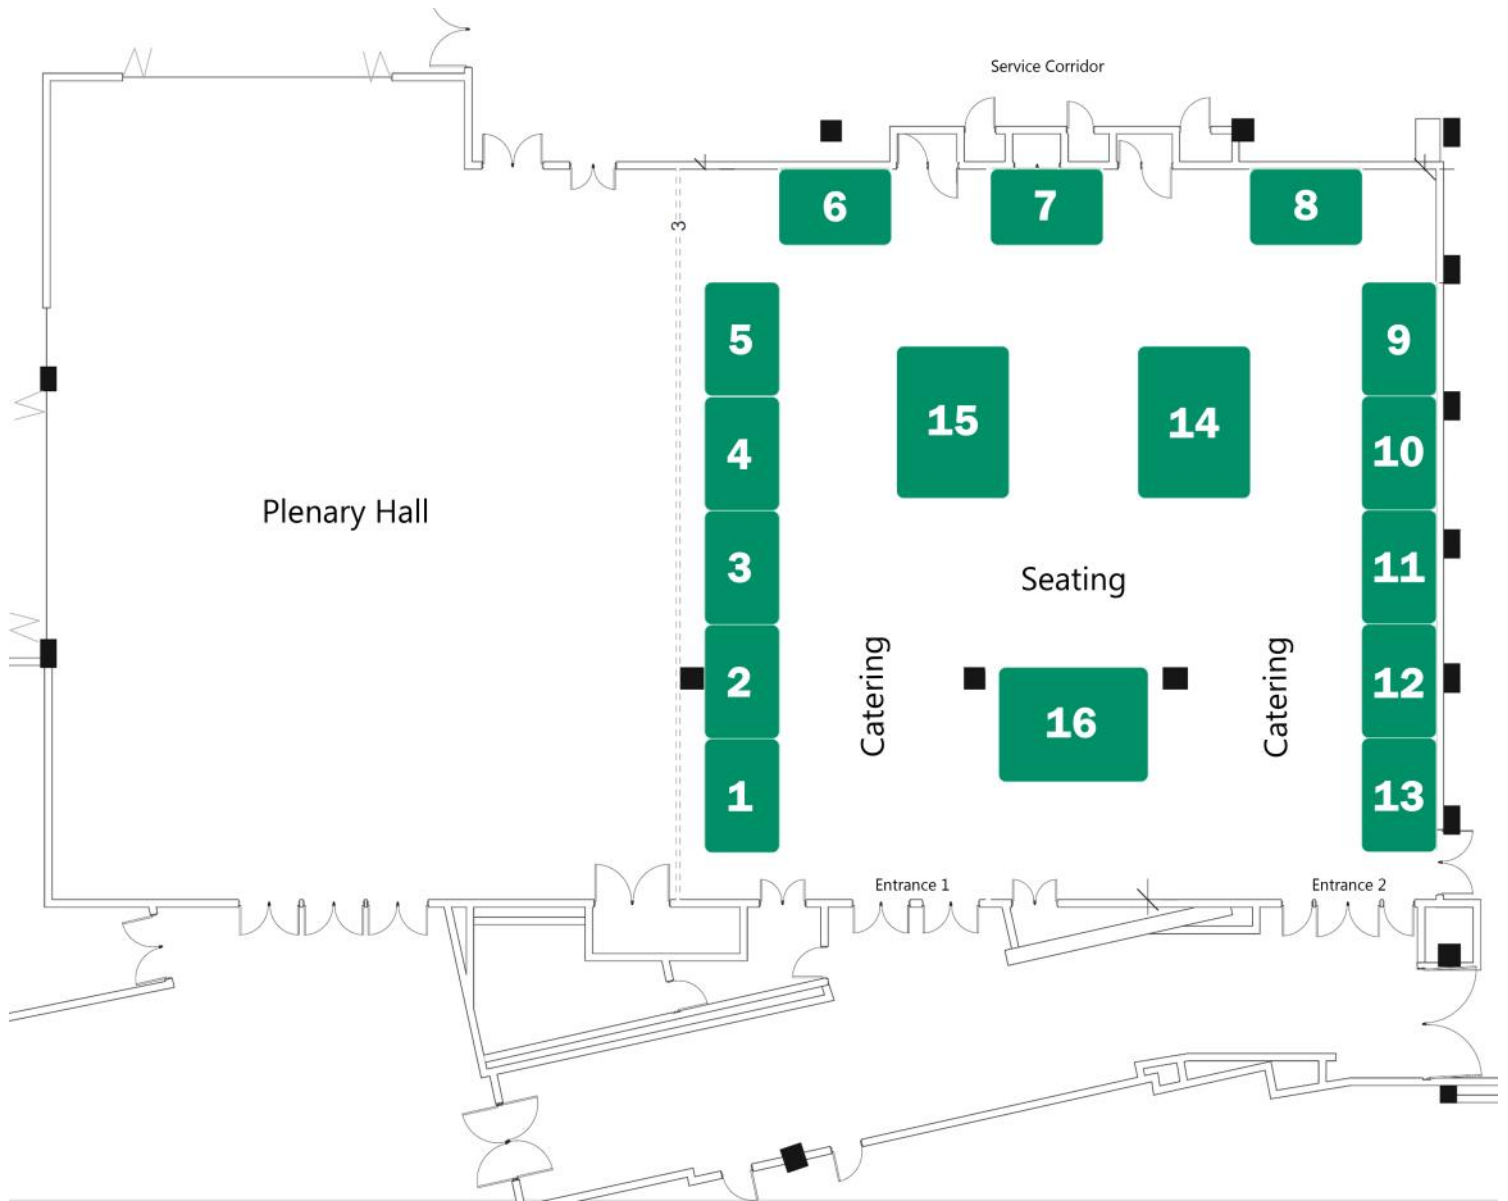 Service Corridor
6
7
8
3
5
9
15
14
4
10
Plenary Hall
3
11
Seating
Catering
Catering
2
12
16
1
13
Entrance 1
Entrance 2